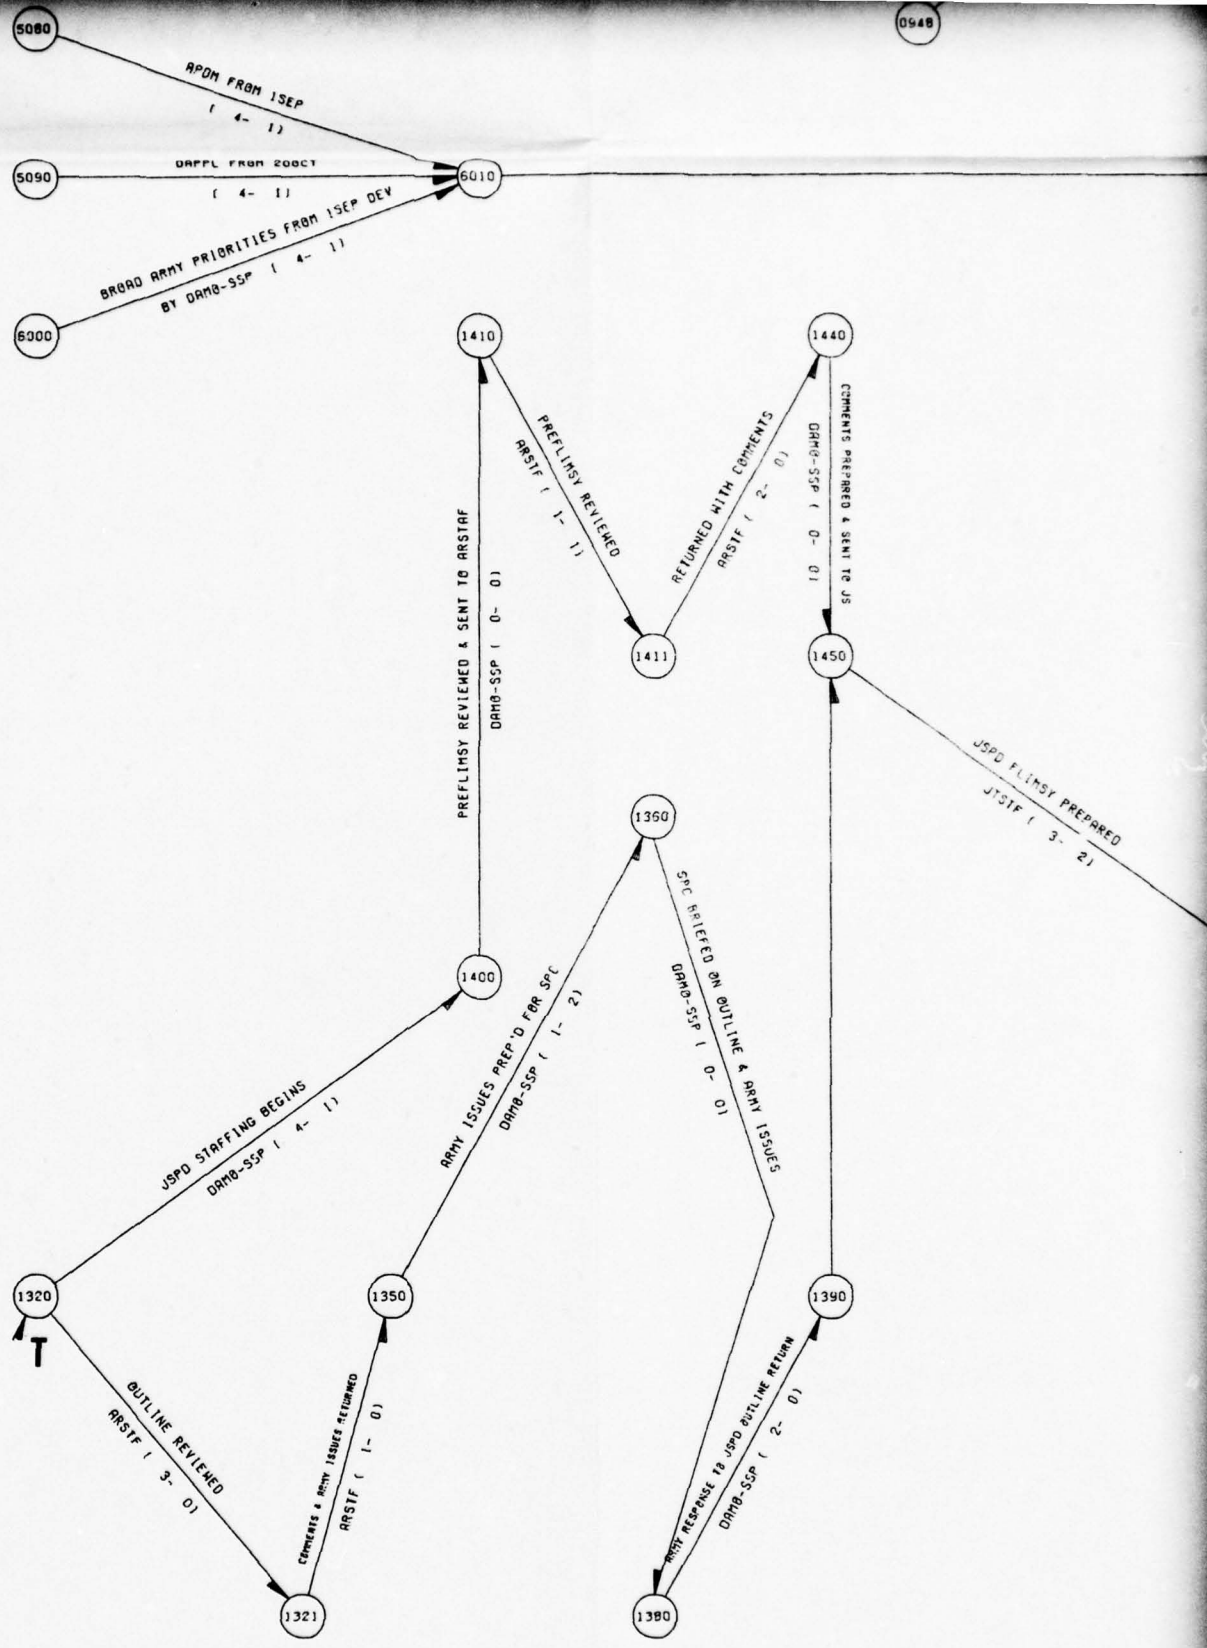 5080
0948
APDM FROM 1SEP
( 4- 1)
5090
DAPPL FROM 20OCT
( 4- 1)
6010
BROAD ARMY PRIORITIES FROM 1SEP DEV
BY DAMO-SSP ( 4- 1)
6000
1410
1440
PREFLIMSY REVIEWED
ARSTF ( 1- 1)
RETURNED WITH COMMENTS
ARSTF ( 2- 0)
COMMENTS PREPARED & SENT TO JS
DAMO-SSP ( 0- 0)
PREFLIMSY REVIEWED & SENT TO ARSTAF
DAMO-SSP ( 0- 0)
1411
1450
JSPD FLIMSY PREPARED
JTSTF ( 3- 2)
1360
SPC BRIEFED ON OUTLINE & ARMY ISSUES
DAMO-SSP ( 0- 0)
1400
ARMY ISSUES PREP'D FOR SPC
DAMO-SSP ( 1- 2)
JSPD STAFFING BEGINS
DAMO-SSP ( 4- 1)
1320
T
1350
1390
OUTLINE REVIEWED
ARSTF ( 3- 0)
COMMENTS & ARMY ISSUES RETURNED
ARSTF ( 1- 0)
ARMY RESPONSE TO JSPD OUTLINE RETURN
DAMO-SSP ( 2- 0)
1321
1380